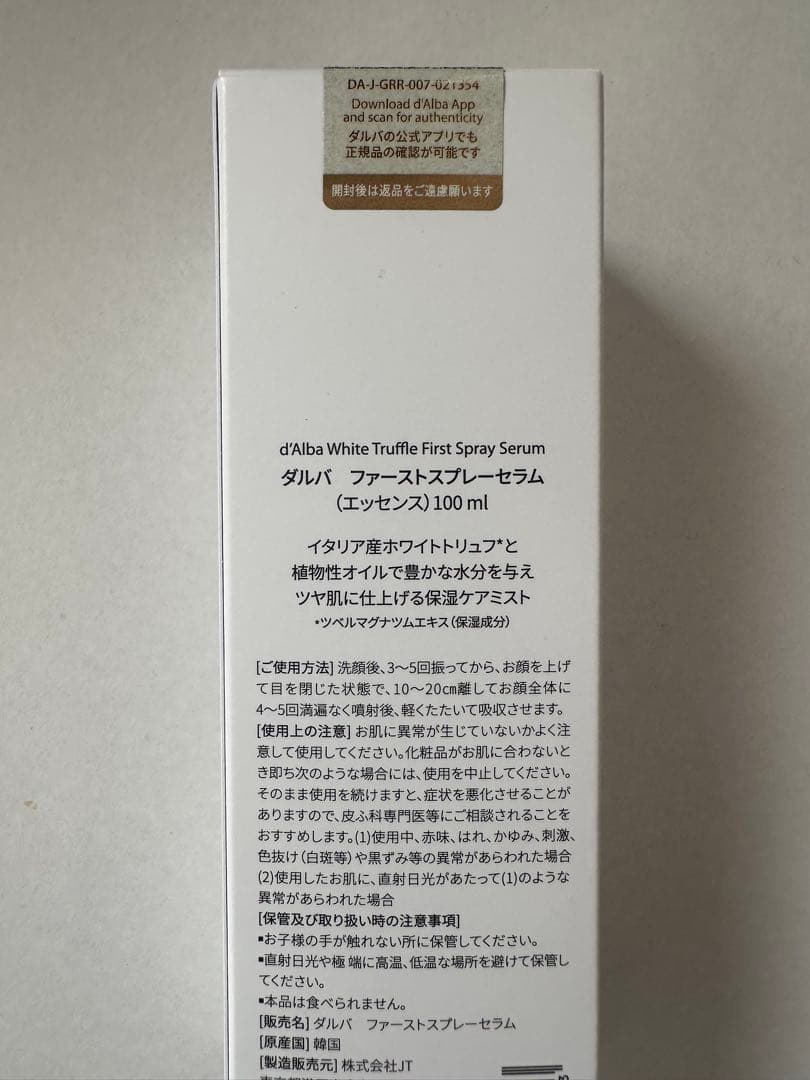 DA-J-GRR-007-021354
Download d'Alba App
and scan for authenticity
ダルバの公式アプリでも
正規品の確認が可能です
開封後は返品をご遠慮願います
d'Alba White Truffle First Spray Serum
ダルバ　ファーストスプレーセラム
（エッセンス）100 ml
イタリア産ホワイトトリュフ*と
植物性オイルで豊かな水分を与え
ツヤ肌に仕上げる保湿ケアミスト
*ツベルマグナツムエキス（保湿成分）
[ご使用方法] 洗顔後、3〜5回振ってから、お顔を上げ
て目を閉じた状態で、10〜20㎝離してお顔全体に
4〜5回満遍なく噴射後、軽くたたいて吸収させます。
[使用上の注意] お肌に異常が生じていないかよく注
意して使用してください。化粧品がお肌に合わないと
き即ち次のような場合には、使用を中止してください。
そのまま使用を続けますと、症状を悪化させることが
ありますので、皮ふ科専門医等にご相談されることを
おすすめします。(1)使用中、赤味、はれ、かゆみ、刺激、
色抜け（白斑等）や黒ずみ等の異常があらわれた場合
(2)使用したお肌に、直射日光があたって(1)のような
異常があらわれた場合
[保管及び取り扱い時の注意事項]
▪お子様の手が触れない所に保管してください。
▪直射日光や極 端に高温、低温な場所を避けて保管し
てください。
▪本品は食べられません。
[販売名] ダルバ　ファーストスプレーセラム
[原産国] 韓国
[製造販売元] 株式会社JT